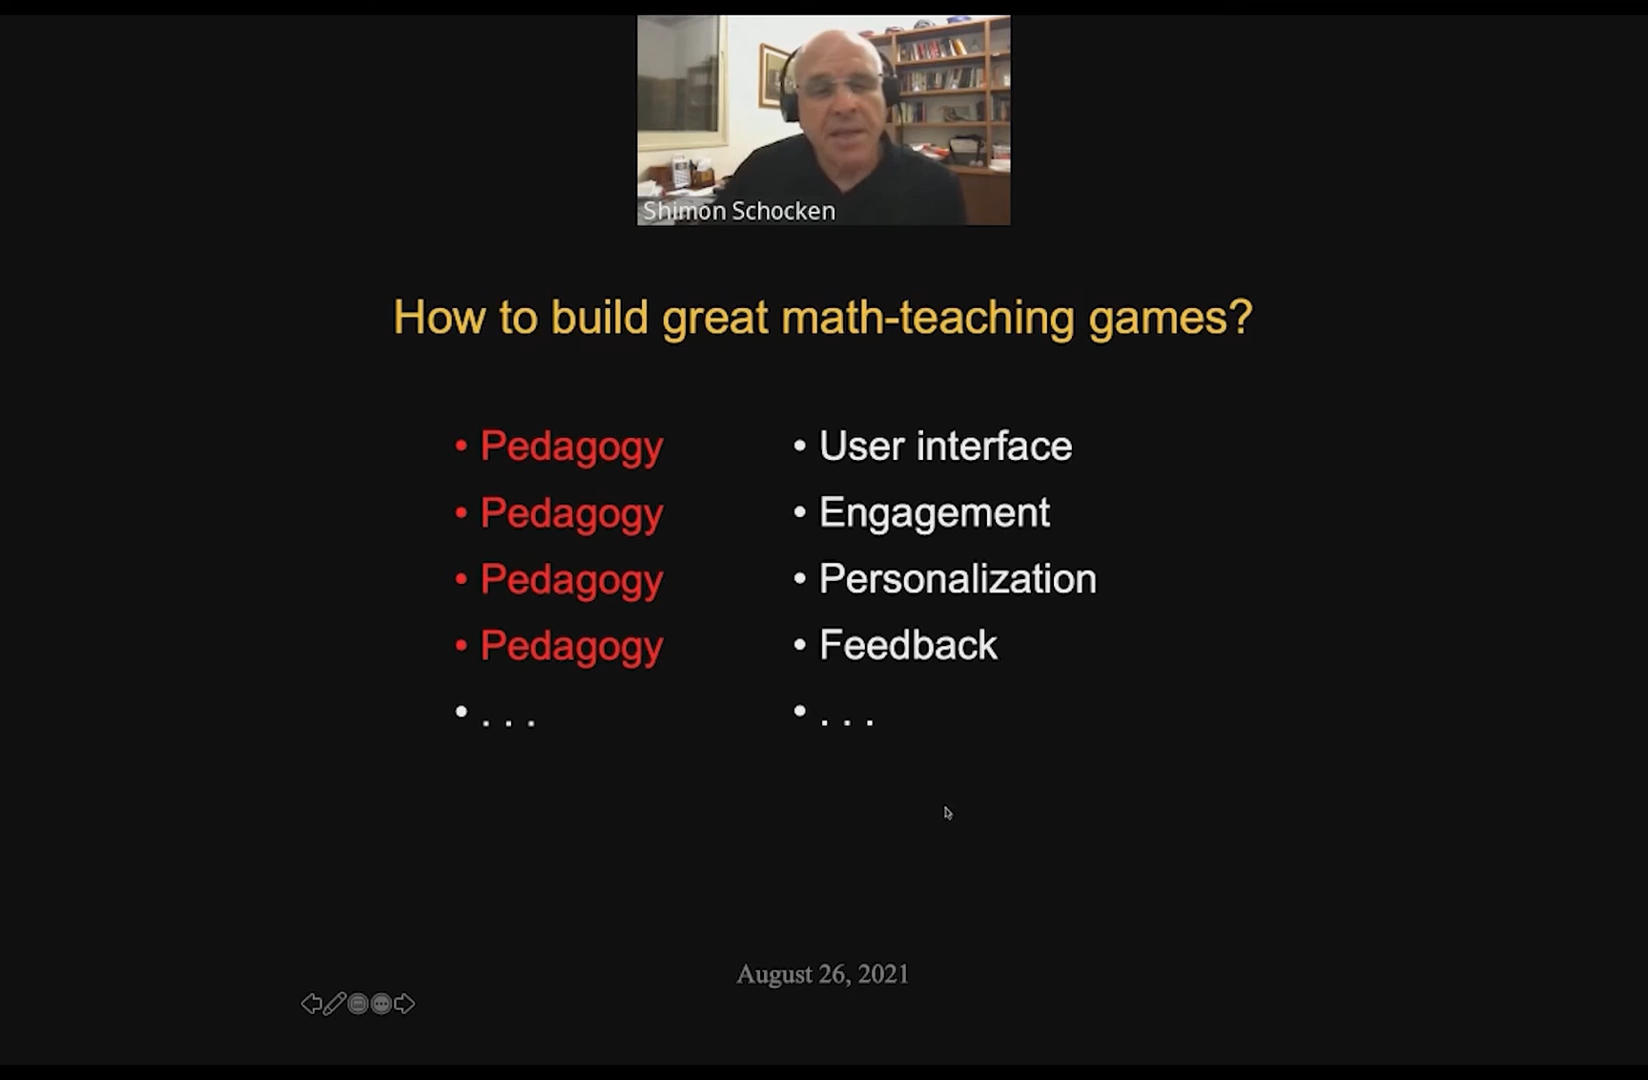 Shimon Schocken
How to build great math-teaching games?
• Pedagogy
• Pedagogy
• Pedagogy
• Pedagogy
• . . .
• User interface
• Engagement
• Personalization
• Feedback
• . . .
August 26, 2021